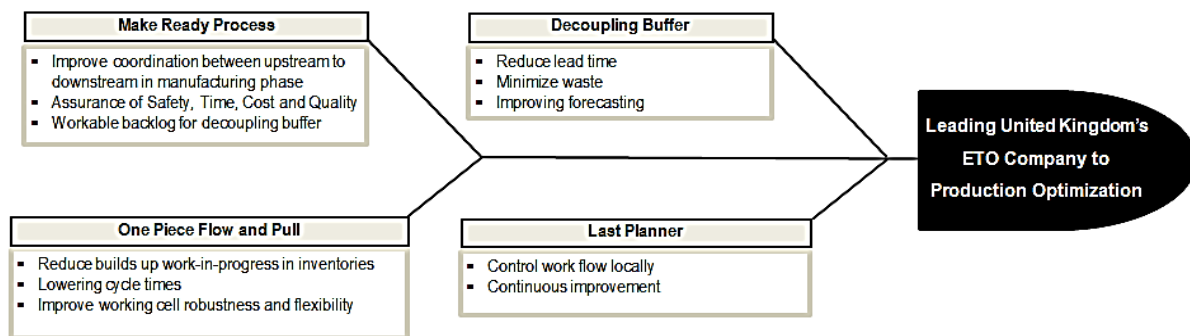 Make Ready Process
▪ Improve coordination between upstream to
downstream in manufacturing phase
▪ Assurance of Safety, Time, Cost and Quality
▪ Workable backlog for decoupling buffer
Decoupling Buffer
▪ Reduce lead time
▪ Minimize waste
▪ Improving forecasting
Leading United Kingdom's
ETO Company to
Production Optimization
One Piece Flow and Pull
▪ Reduce builds up work-in-progress in inventories
▪ Lowering cycle times
▪ Improve working cell robustness and flexibility
Last Planner
▪ Control work flow locally
▪ Continuous improvement